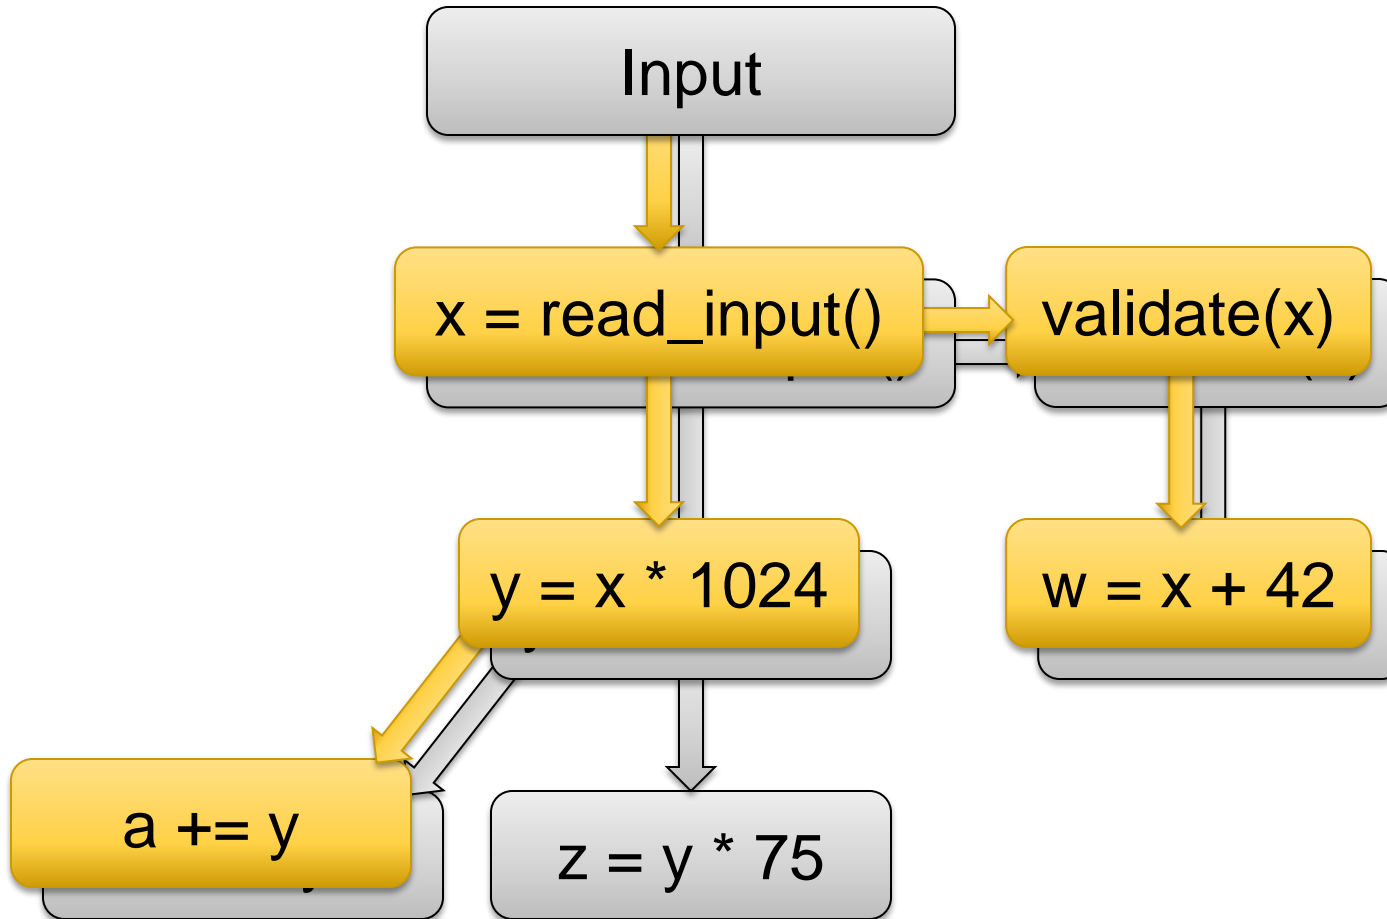 Input
x = read_input()
validate(x)
y = x * 1024
w = x + 42
a += y
z = y * 75